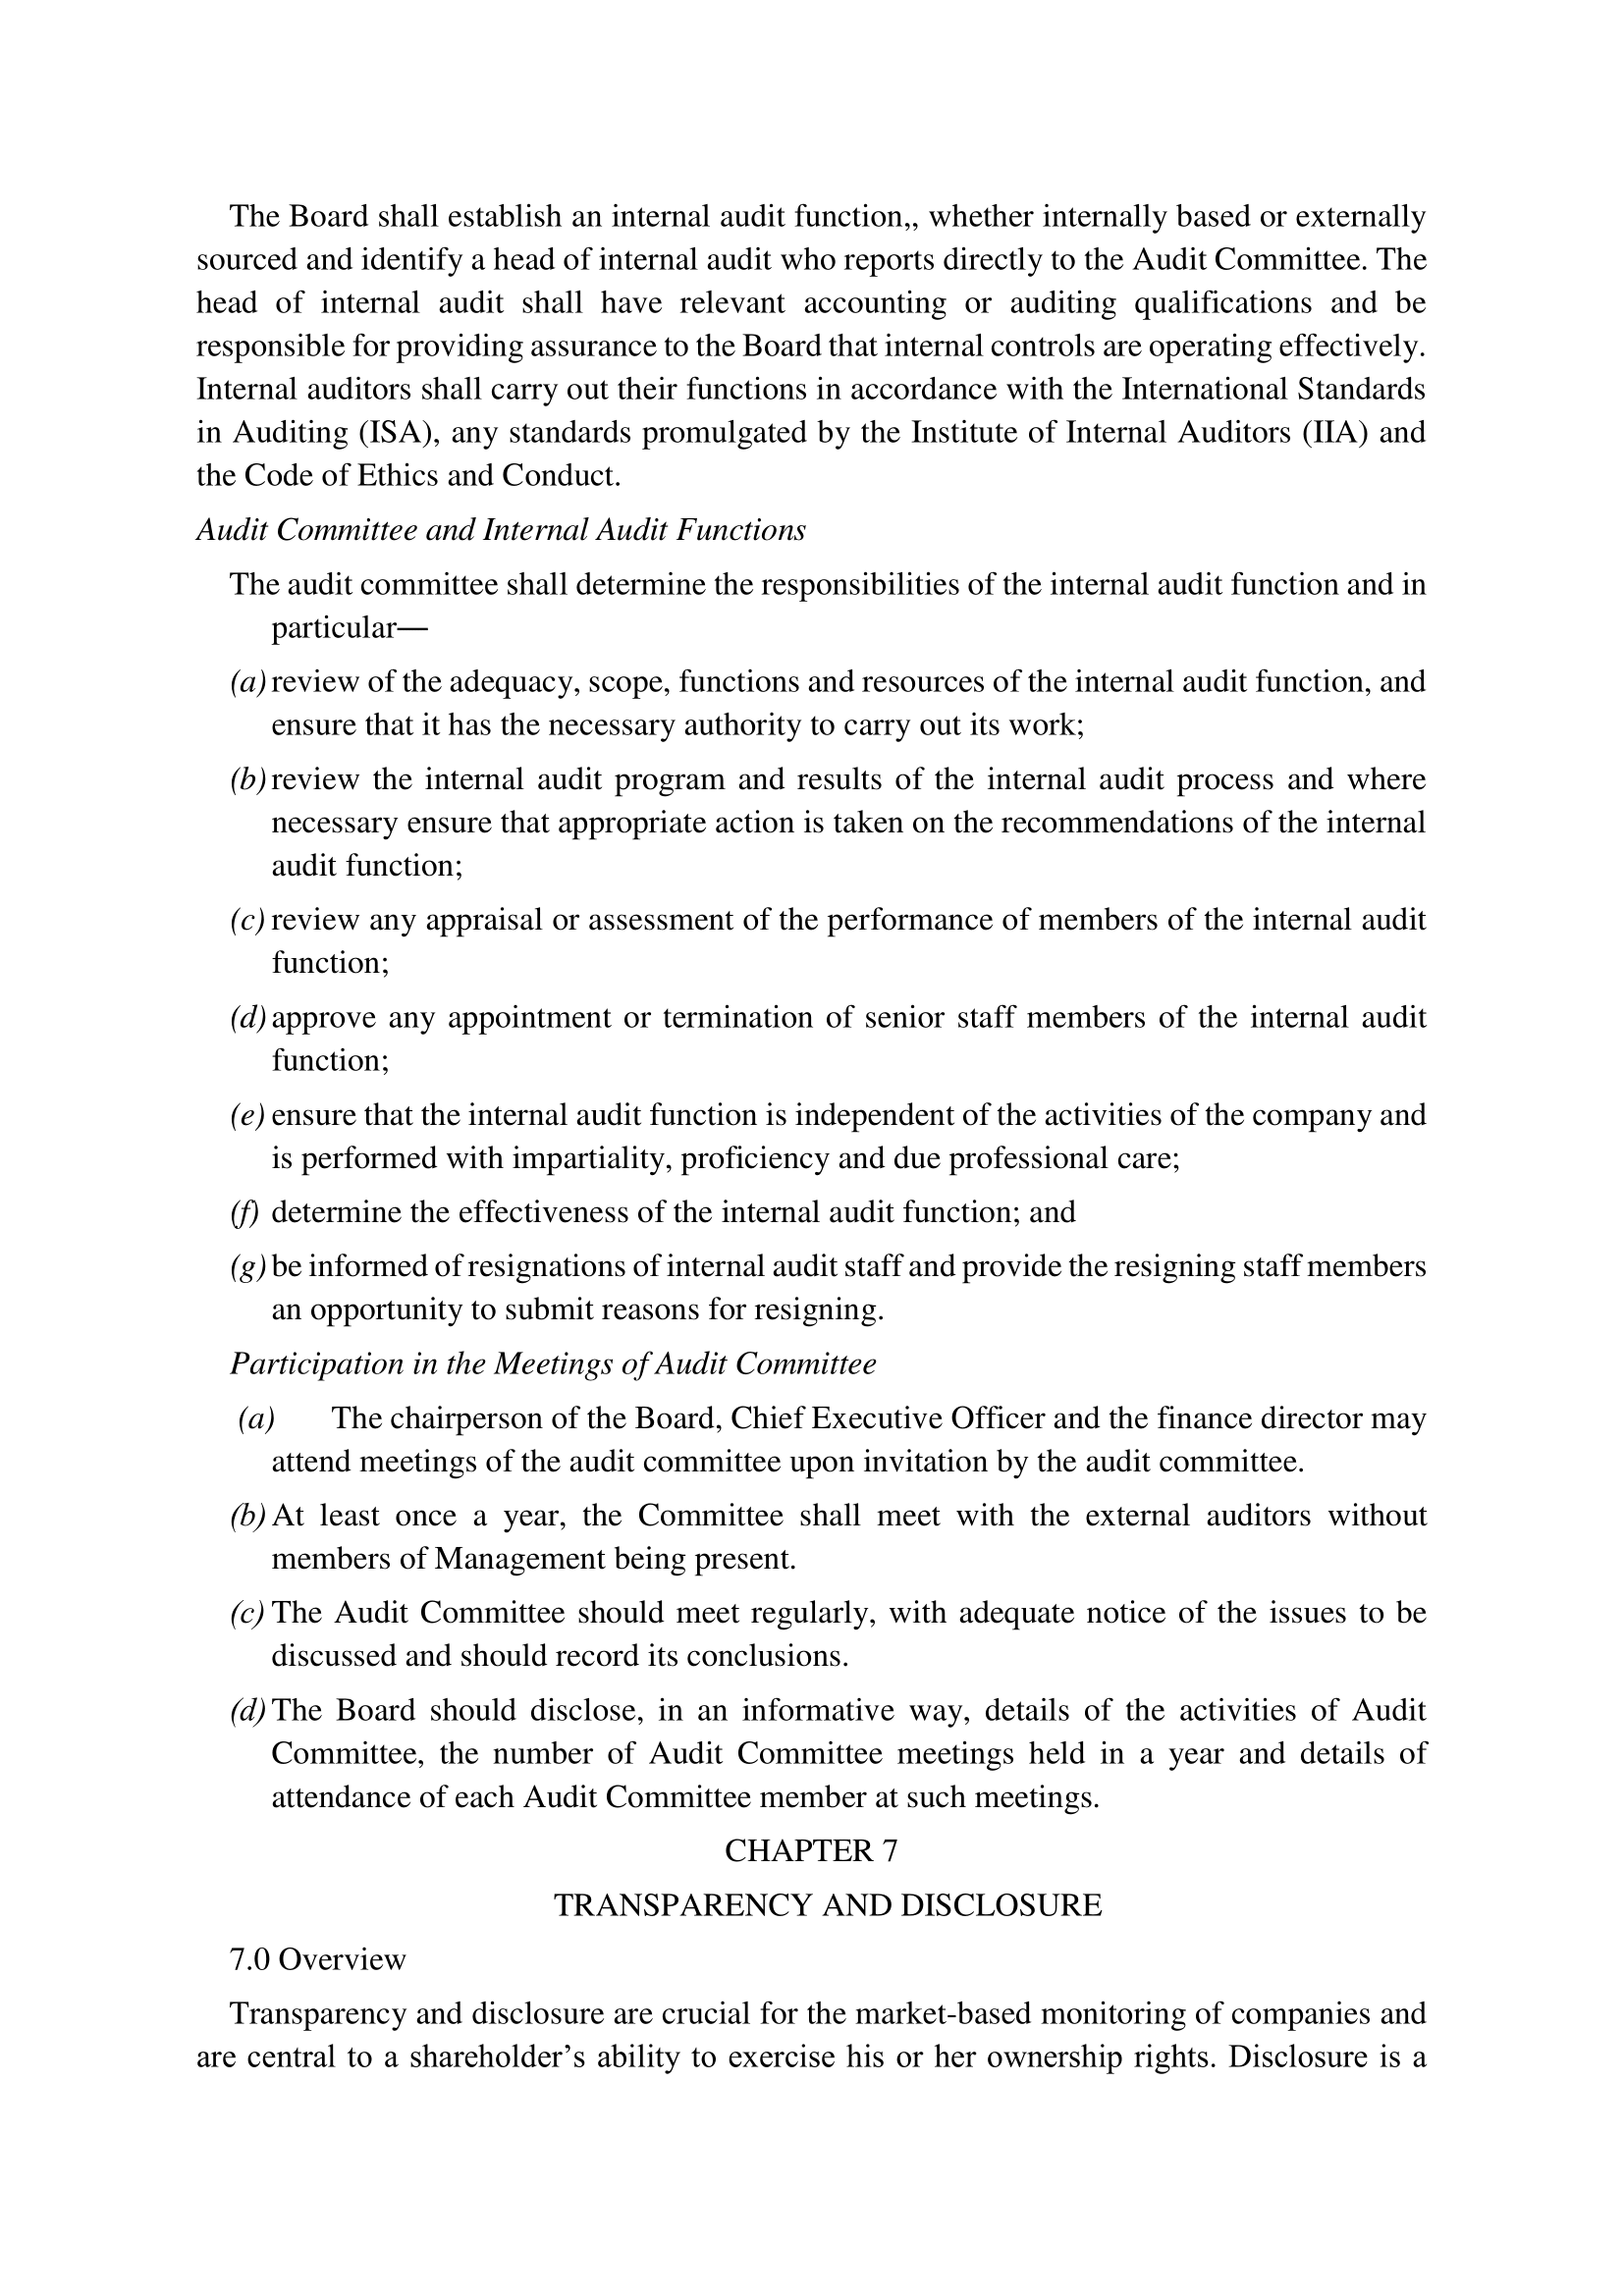 The Board shall establish an internal audit function,, whether internally based or externally
sourced and identify a head of internal audit who reports directly to the Audit Committee. The
head of internal audit shall have relevant accounting or auditing qualifications and be
responsible for providing assurance to the Board that internal controls are operating effectively.
Internal auditors shall carry out their functions in accordance with the International Standards
in Auditing (ISA), any standards promulgated by the Institute of Internal Auditors (IIA) and
the Code of Ethics and Conduct.
Audit Committee and Internal Audit Functions
The audit committee shall determine the responsibilities of the internal audit function and in
particular—
(a) review of the adequacy, scope, functions and resources of the internal audit function, and
ensure that it has the necessary authority to carry out its work;
(b) review the internal audit program and results of the internal audit process and where
necessary ensure that appropriate action is taken on the recommendations of the internal
audit function;
(c) review any appraisal or assessment of the performance of members of the internal audit
function;
(d) approve any appointment or termination of senior staff members of the internal audit
function;
(e) ensure that the internal audit function is independent of the activities of the company and
is performed with impartiality, proficiency and due professional care;
(f) determine the effectiveness of the internal audit function; and
(g) be informed of resignations of internal audit staff and provide the resigning staff members
an opportunity to submit reasons for resigning.
Participation in the Meetings of Audit Committee
(a) The chairperson of the Board, Chief Executive Officer and the finance director may
attend meetings of the audit committee upon invitation by the audit committee.
(b) At least once a year, the Committee shall meet with the external auditors without
members of Management being present.
(c) The Audit Committee should meet regularly, with adequate notice of the issues to be
discussed and should record its conclusions.
(d) The Board should disclose, in an informative way, details of the activities of Audit
Committee, the number of Audit Committee meetings held in a year and details of
attendance of each Audit Committee member at such meetings.
CHAPTER 7
TRANSPARENCY AND DISCLOSURE
7.0 Overview
Transparency and disclosure are crucial for the market-based monitoring of companies and
are central to a shareholder’s ability to exercise his or her ownership rights. Disclosure is a